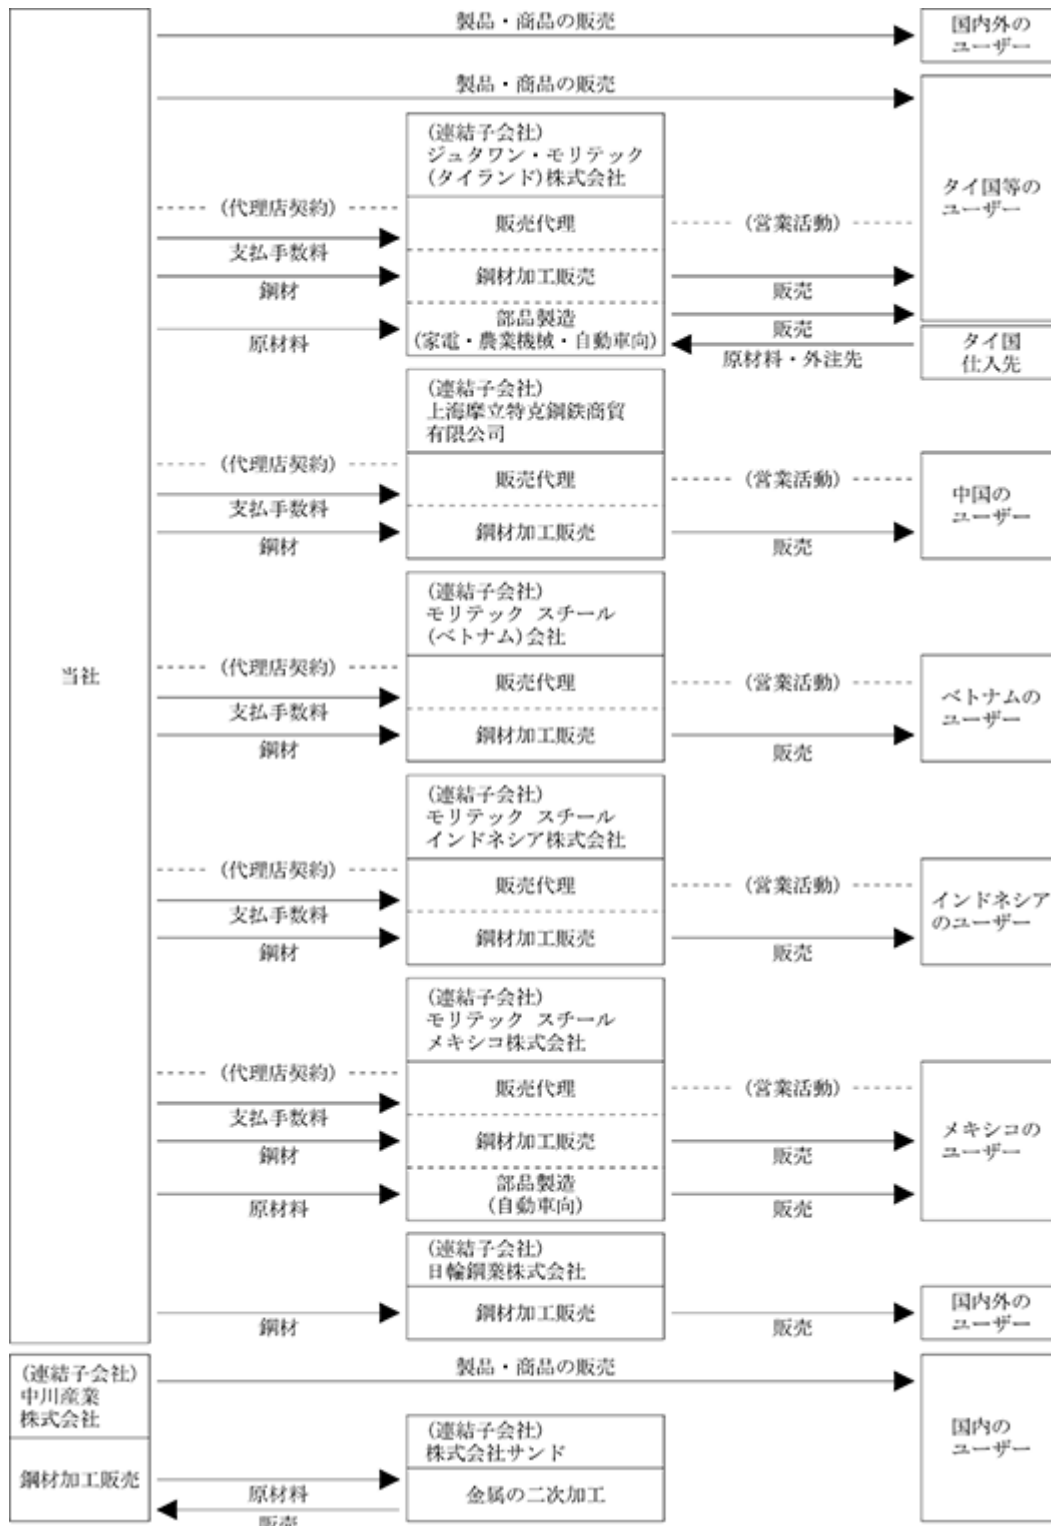 製品・商品の販売
国内外の
ユーザー
製品・商品の販売
(連結子会社)
ジュタワン・モリテック
(タイランド)株式会社
タイ国等の
ユーザー
(代理店契約)
販売代理
(営業活動)
支払手数料
鋼材
鋼材加工販売
販売
原材料
部品製造
(家電・農業機械・自動車向)
販売
原材料・外注先
タイ国
仕入先
(連結子会社)
上海摩立特克鋼鉄商貿
有限公司
(代理店契約)
販売代理
(営業活動)
支払手数料
鋼材
鋼材加工販売
販売
中国の
ユーザー
(連結子会社)
モリテック スチール
(ベトナム)会社
当社
(代理店契約)
販売代理
(営業活動)
支払手数料
鋼材
鋼材加工販売
販売
ベトナムの
ユーザー
(連結子会社)
モリテック スチール
インドネシア株式会社
(代理店契約)
販売代理
(営業活動)
支払手数料
鋼材
鋼材加工販売
販売
インドネシア
のユーザー
(連結子会社)
モリテック スチール
メキシコ株式会社
(代理店契約)
販売代理
(営業活動)
支払手数料
鋼材
鋼材加工販売
販売
メキシコの
ユーザー
原材料
部品製造
(自動車向)
販売
(連結子会社)
日輪鋼業株式会社
鋼材
鋼材加工販売
販売
国内外の
ユーザー
(連結子会社)
中川産業
株式会社
製品・商品の販売
国内の
ユーザー
(連結子会社)
株式会社サンド
鋼材加工販売
原材料
金属の二次加工
販売